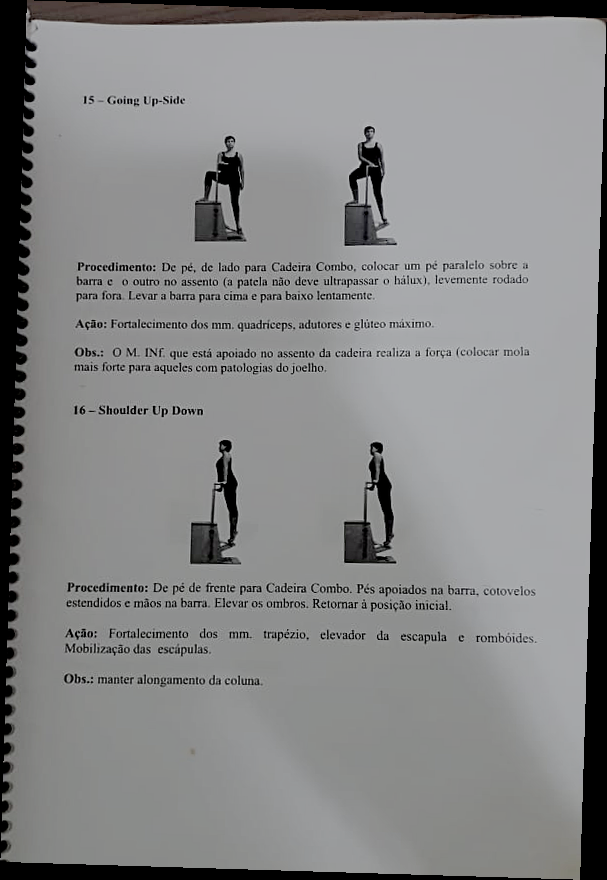 15 – Going Up-Side
Procedimento: De pé, de lado para Cadeira Combo, colocar um pé paralelo sobre a
barra e o outro no assento (a patela não deve ultrapassar o hálux), levemente rodado
para fora. Levar a barra para cima e para baixo lentamente.
Ação: Fortalecimento dos mm. quadríceps, adutores e glúteo máximo.
Obs.: O M. INf. que está apoiado no assento da cadeira realiza a força (colocar mola
mais forte para aqueles com patologias do joelho.
16 – Shoulder Up Down
Procedimento: De pé de frente para Cadeira Combo. Pés apoiados na barra, cotovelos
estendidos e mãos na barra. Elevar os ombros. Retornar à posição inicial.
Ação: Fortalecimento dos mm. trapézio, elevador da escapula e rombóides.
Mobilização das escápulas.
Obs.: manter alongamento da coluna.